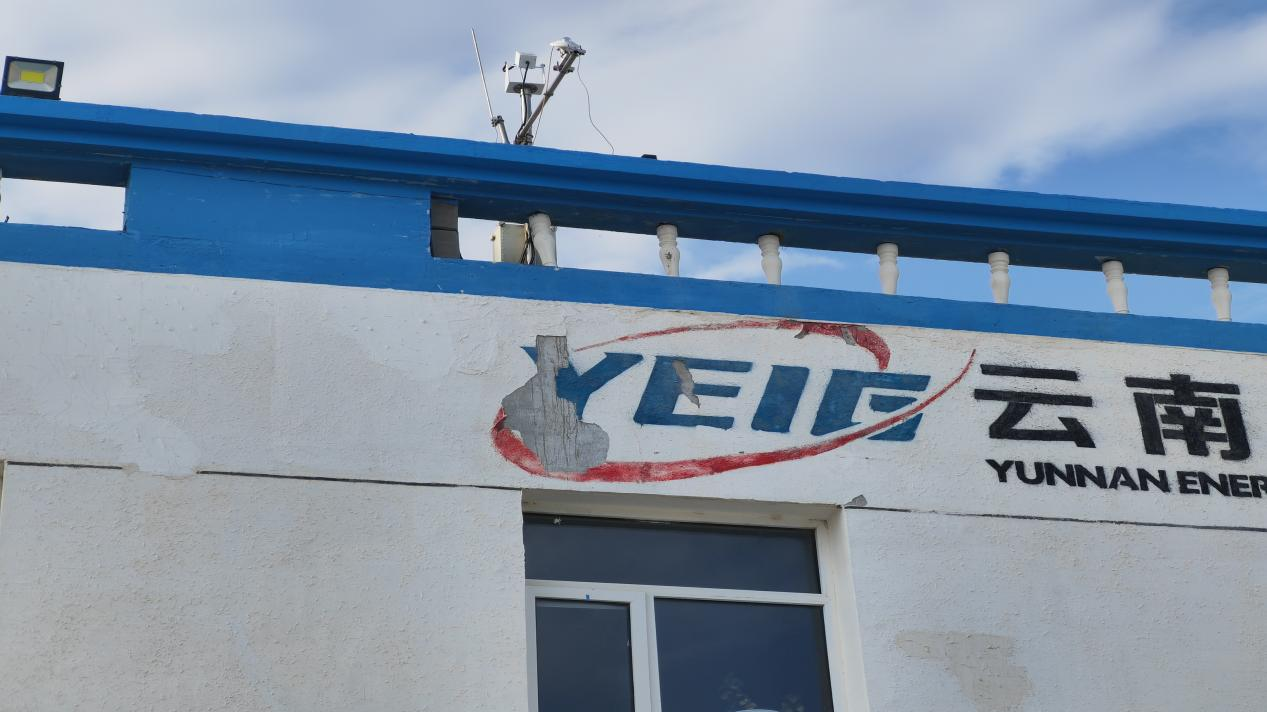 YEIG 云南
YUNNAN ENER